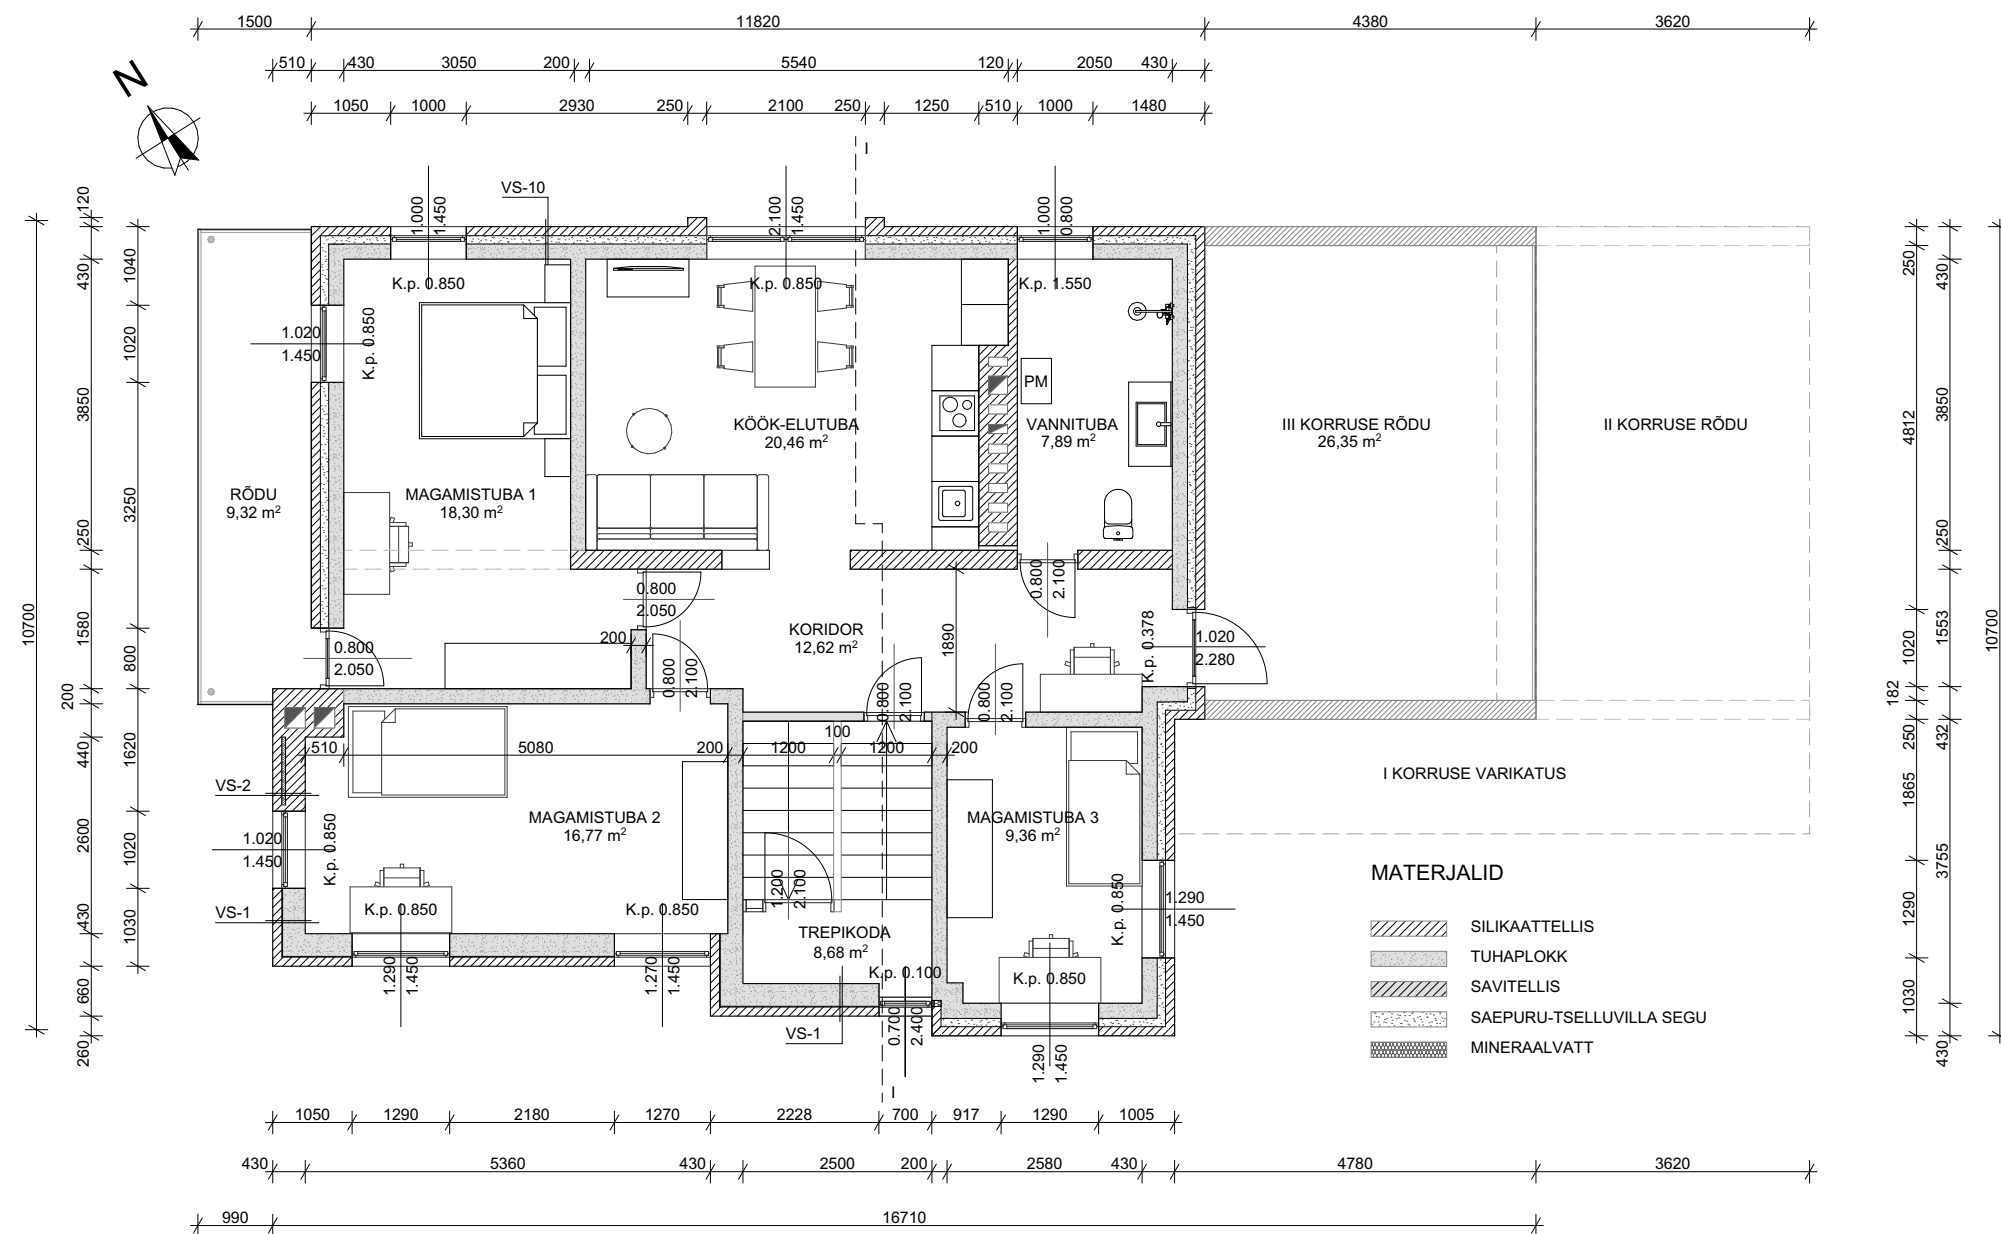 1500 11820 4380 3620
510 430 3050 200 5540 120 2050 430
1050 1000 2930 250 2100 250 1250 510 1000 1480
N
I
VS-10
1.000 1.450
2.100 1.450
1.000 0.800
K.p. 0.850
K.p. 0.850
K.p. 1.550
10700
120 430 3850 250 1580 200 440 2600 430 660 260
1040 1020 3250 800 1620 1020 1030
1.020
1.450
K.p. 0.850
PM
RÕDU
9,32 m²
MAGAMISTUBA 1
18,30 m²
KÖÖK-ELUTUBA
20,46 m²
VANNITUBA
7,89 m²
III KORRUSE RÕDU
26,35 m²
II KORRUSE RÕDU
0.800
2.050
0.800 2.100
KORIDOR
12,62 m²
1890
200
0.800
2.050
0.800 2.100
0.800 2.100
0.800 2.100
K.p. 0.378
1.020
2.280
510 5080 200 1200 100 1200 200
VS-2
1.020
1.450
K.p. 0.850
VS-1
MAGAMISTUBA 2
16,77 m²
K.p. 0.850
K.p. 0.850
1.290 1.450
1.270 1.450
1.200 2.100
TREPIKODA
8,68 m²
K.p. 0.100
VS-1
0.700 2.400
MAGAMISTUBA 3
9,36 m²
K.p. 0.850
1.290
1.450
K.p. 0.850
1.290 1.450
I
I KORRUSE VARIKATUS
250 4812 1020 182 250 1865 1290 1030
430 3850 250 1553 432 3755 430
10700
MATERJALID
SILIKAATTELLIS
TUHAPLOKK
SAVITELLIS
SAEPURU-TSELLUVILLA SEGU
MINERAALVATT
1050 1290 2180 1270 2228 700 917 1290 1005
430 5360 430 2500 200 2580 430 4780 3620
990 16710